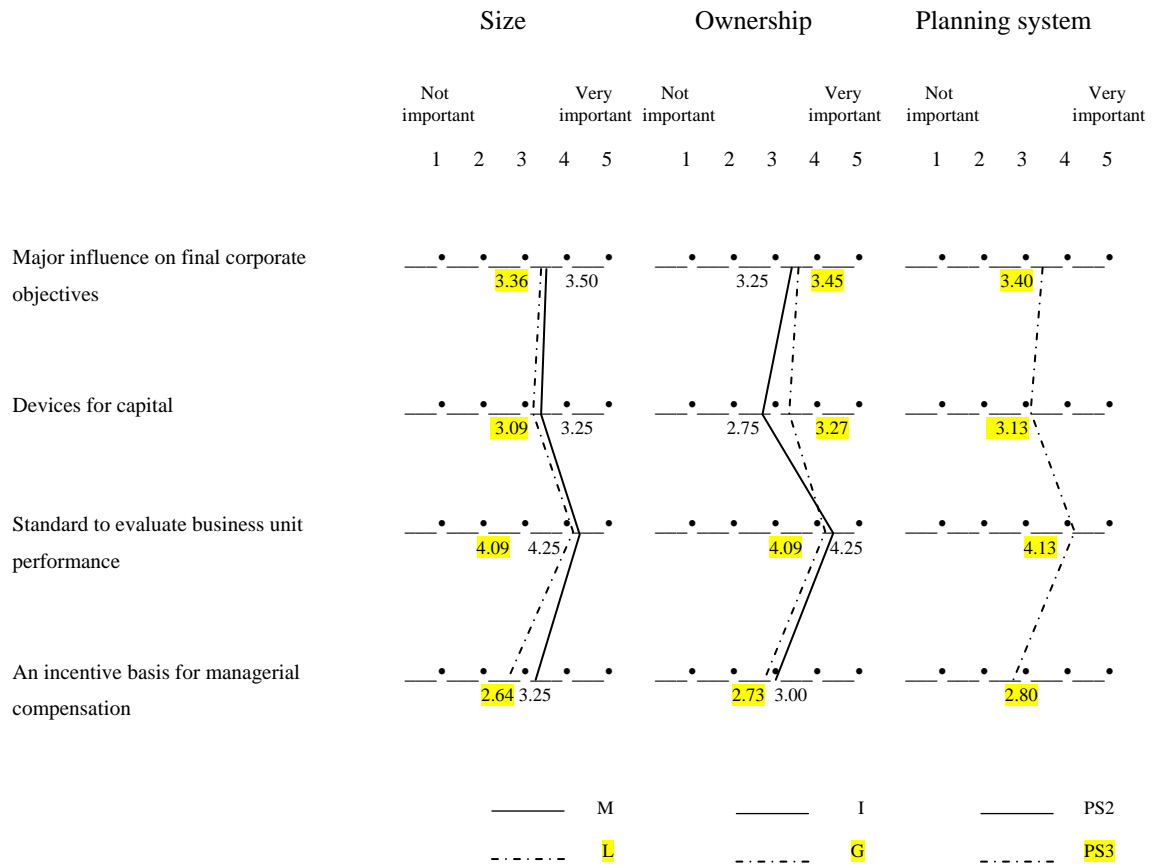 Size Ownership Planning system
Not important Very important Not important Very important Not important Very important
1 2 3 4 5 1 2 3 4 5 1 2 3 4 5
Major influence on final corporate
objectives
3.36 3.50 3.25 3.45 3.40
Devices for capital
3.09 3.25 2.75 3.27 3.13
Standard to evaluate business unit
performance
4.09 4.25 4.09 4.25 4.13
An incentive basis for managerial
compensation
2.64 3.25 2.73 3.00 2.80
M I PS2
L G PS3